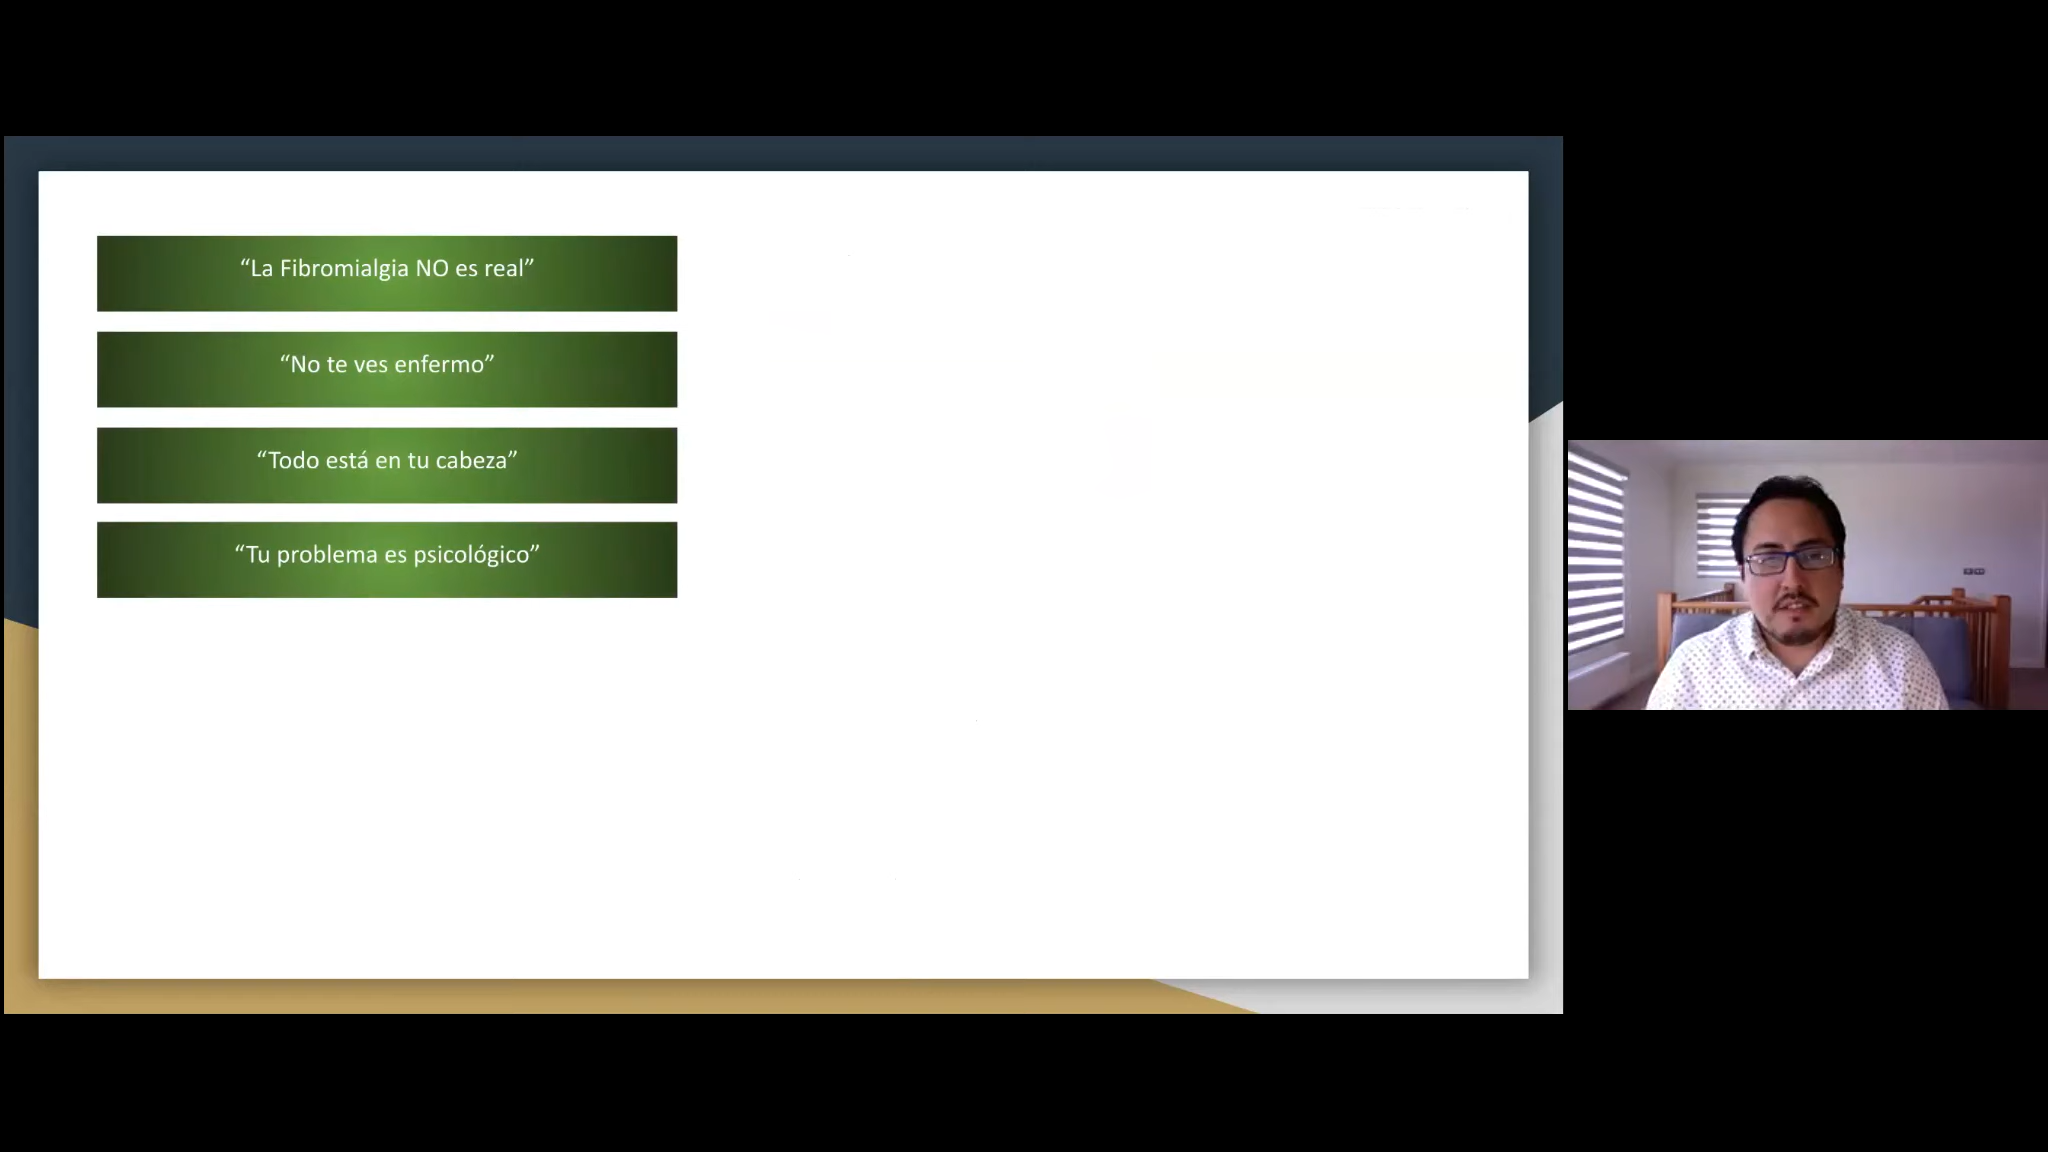 “La Fibromialgia NO es real”
“No te ves enfermo”
“Todo está en tu cabeza”
“Tu problema es psicológico”